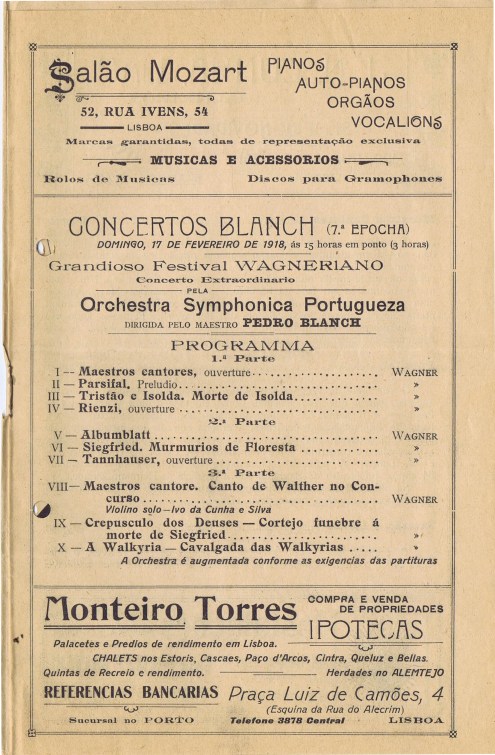 Salão Mozart
PIANOS
AUTO-PIANOS
ORGÃOS
VOCALIONS
52, RUA IVENS, 54
LISBOA
Marcas garantidas, todas de representação exclusiva
MUSICAS E ACESSORIOS
Rolos de Musicas Discos para Gramophones
CONCERTOS BLANCH (7.ª EPOCHA)
DOMINGO, 17 DE FEVEREIRO DE 1918, ás 15 horas em ponto (3 horas)
Grandioso Festival WAGNERIANO
Concerto Extraordinario
PELA
Orchestra Symphonica Portugueza
DIRIGIDA PELO MAESTRO PEDRO BLANCH
PROGRAMMA
1.ª Parte
I -- Maestros cantores, ouverture WAGNER
II — Parsifal, Preludio »
III — Tristão e Isolda. Morte de Isolda »
IV — Rienzi, ouverture »
2.ª Parte
V — Albumblatt WAGNER
VI — Siegfried. Murmurios de Floresta »
VII — Tannhauser, ouverture »
3.ª Parte
VIII — Maestros cantore. Canto de Walther no Con-
curso WAGNER
Violino solo — Ivo da Cunha e Silva
IX — Crepusculo dos Deuses — Cortejo funebre á
morte de Siegfried »
X — A Walkyria — Cavalgada das Walkyrias »
A Orchestra é augmentada conforme as exigencias das partituras
Monteiro Torres
COMPRA E VENDA
DE PROPRIEDADES
IPOTECAS
Palacetes e Predios de rendimento em Lisboa.
CHALETS nos Estoris, Cascaes, Paço d'Arcos, Cintra, Queluz e Bellas.
Quintas de Recreio e rendimento. Herdades no ALEMTEJO
REFERENCIAS BANCARIAS Praça Luiz de Camões, 4
(Esquina da Rua do Alecrim)
Sucursal no PORTO Telefone 3878 Central LISBOA